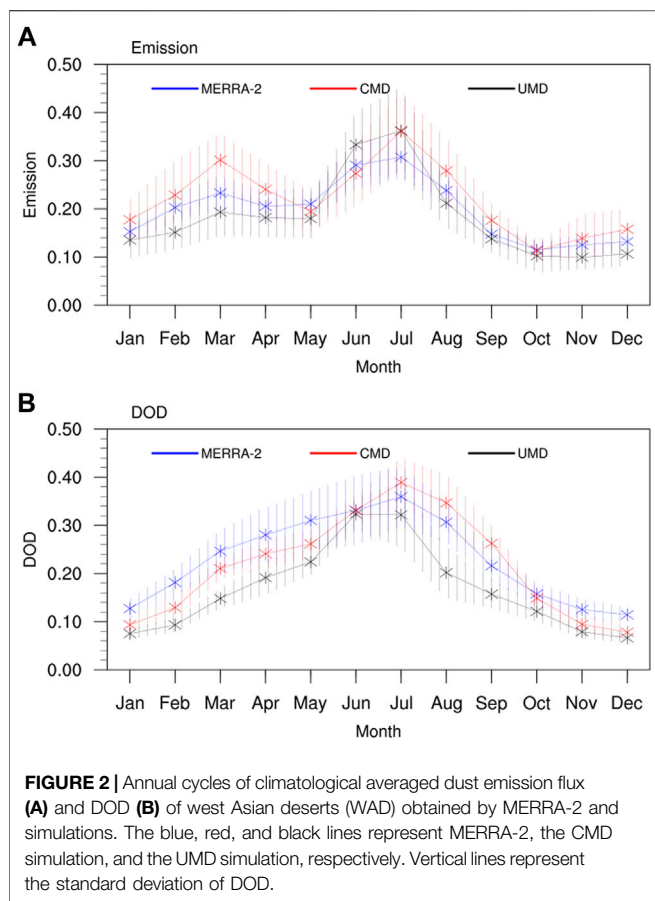 A
Emission
0.50
MERRA-2 CMD UMD
0.40
0.30
Emission
0.20
0.10
0.00
Jan Feb Mar Apr May Jun Jul Aug Sep Oct Nov Dec
Month
B
DOD
0.50
MERRA-2 CMD UMD
0.40
0.30
DOD
0.20
0.10
0.00
Jan Feb Mar Apr May Jun Jul Aug Sep Oct Nov Dec
Month
FIGURE 2 | Annual cycles of climatological averaged dust emission flux
(A) and DOD (B) of west Asian deserts (WAD) obtained by MERRA-2 and
simulations. The blue, red, and black lines represent MERRA-2, the CMD
simulation, and the UMD simulation, respectively. Vertical lines represent
the standard deviation of DOD.